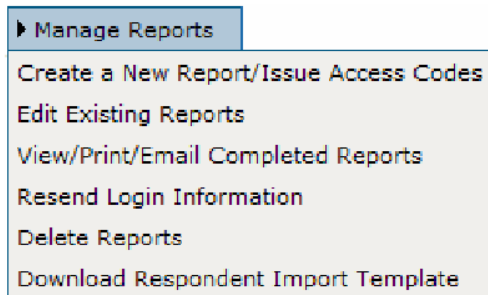 Manage Reports
Create a New Report/Issue Access Codes
Edit Existing Reports
View/Print/Email Completed Reports
Resend Login Information
Delete Reports
Download Respondent Import Template